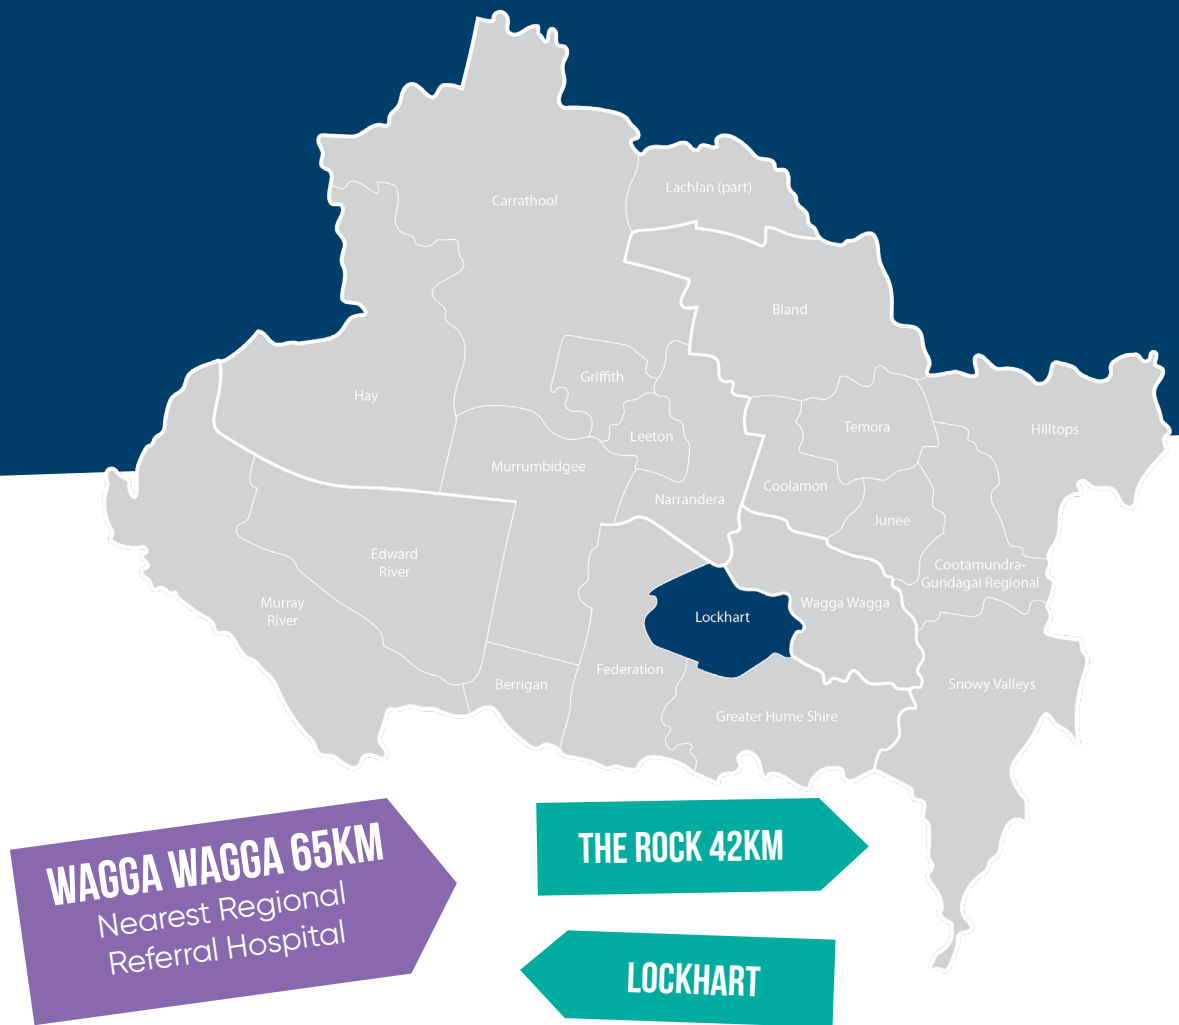 Carrathool
Lachlan (part)
Bland
Griffith
Hay
Leeton
Temora
Hilltops
Murrumbidgee
Coolamon
Narrandera
Junee
Edward
River
Cootamundra-
Gundagai Regional
Murray
River
Lockhart
Wagga Wagga
Federation
Berrigan
Snowy Valleys
Greater Hume Shire
WAGGA WAGGA 65KM
Nearest Regional
Referral Hospital
THE ROCK 42KM
LOCKHART